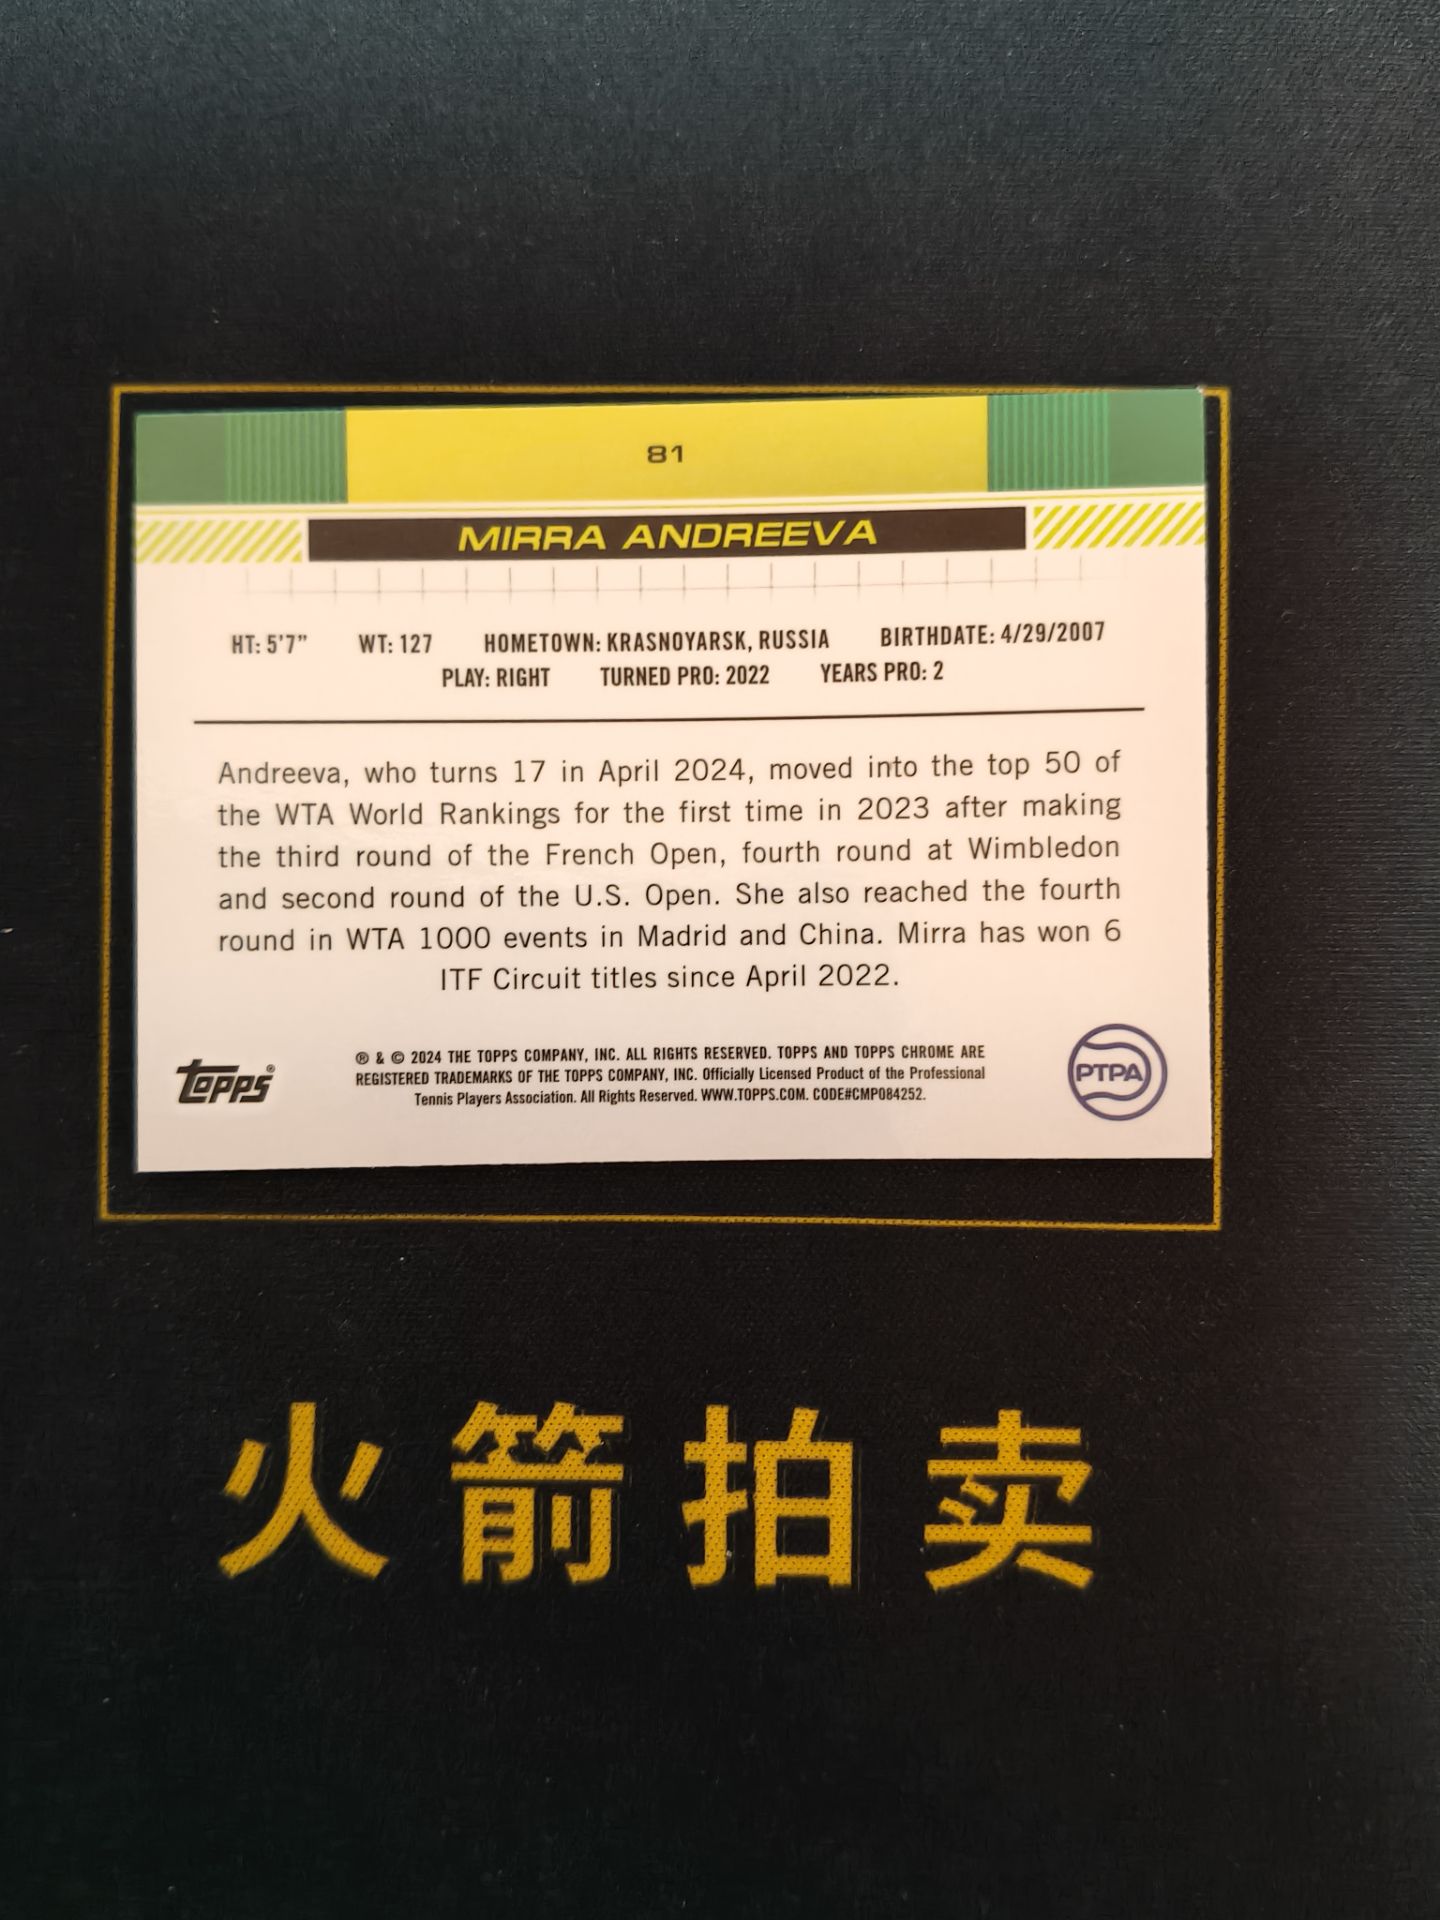 81
MIRRA ANDREEVA
HT: 5'7" WT: 127 HOMETOWN: KRASNOYARSK, RUSSIA BIRTHDATE: 4/29/2007
PLAY: RIGHT TURNED PRO: 2022 YEARS PRO: 2
Andreeva, who turns 17 in April 2024, moved into the top 50 of
the WTA World Rankings for the first time in 2023 after making
the third round of the French Open, fourth round at Wimbledon
and second round of the U.S. Open. She also reached the fourth
round in WTA 1000 events in Madrid and China. Mirra has won 6
ITF Circuit titles since April 2022.
topps®
® & © 2024 THE TOPPS COMPANY, INC. ALL RIGHTS RESERVED. TOPPS AND TOPPS CHROME ARE
REGISTERED TRADEMARKS OF THE TOPPS COMPANY, INC. Officially Licensed Product of the Professional
Tennis Players Association. All Rights Reserved. WWW.TOPPS.COM. CODE#CMP084252.
PTPA
火箭拍卖